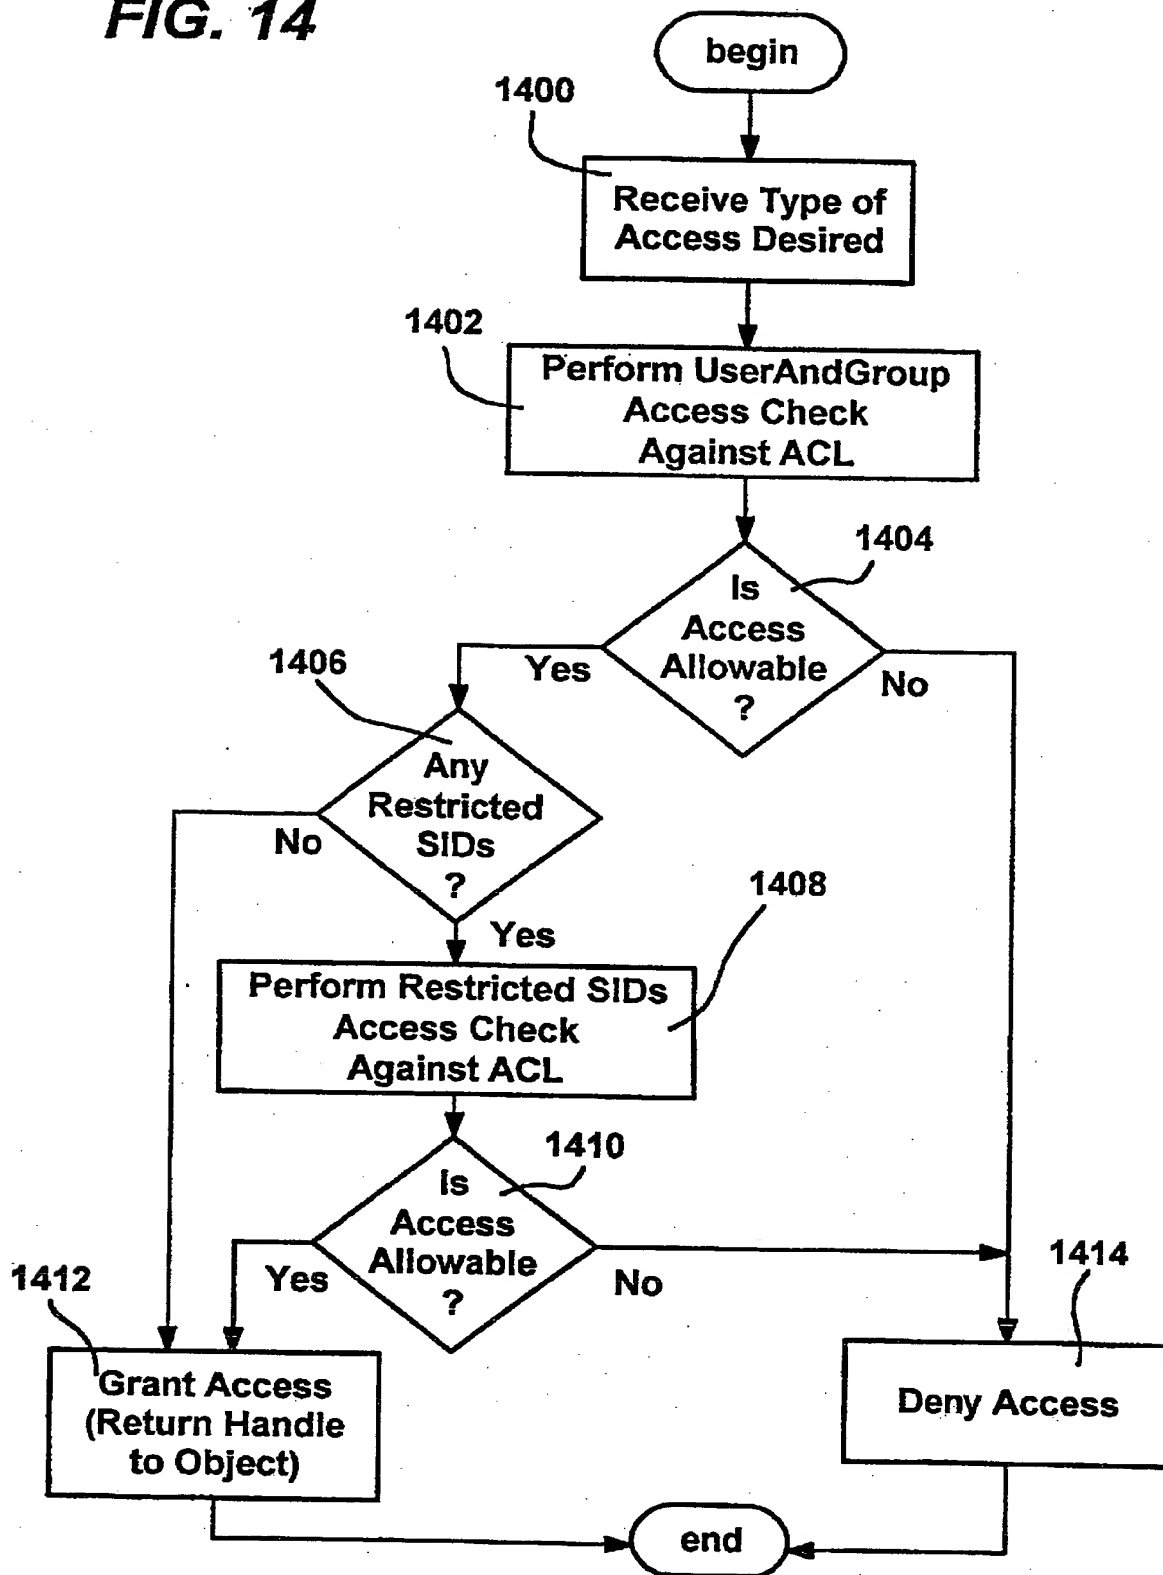 FIG. 14
begin
1400
Receive Type of
Access Desired
1402
Perform UserAndGroup
Access Check
Against ACL
1404
Is
Access
Allowable
?
Yes
No
1406
Any
Restricted
SIDs
?
No
Yes
1408
Perform Restricted SIDs
Access Check
Against ACL
1410
Is
Access
Allowable
?
Yes
No
1412
Grant Access
(Return Handle
to Object)
1414
Deny Access
end